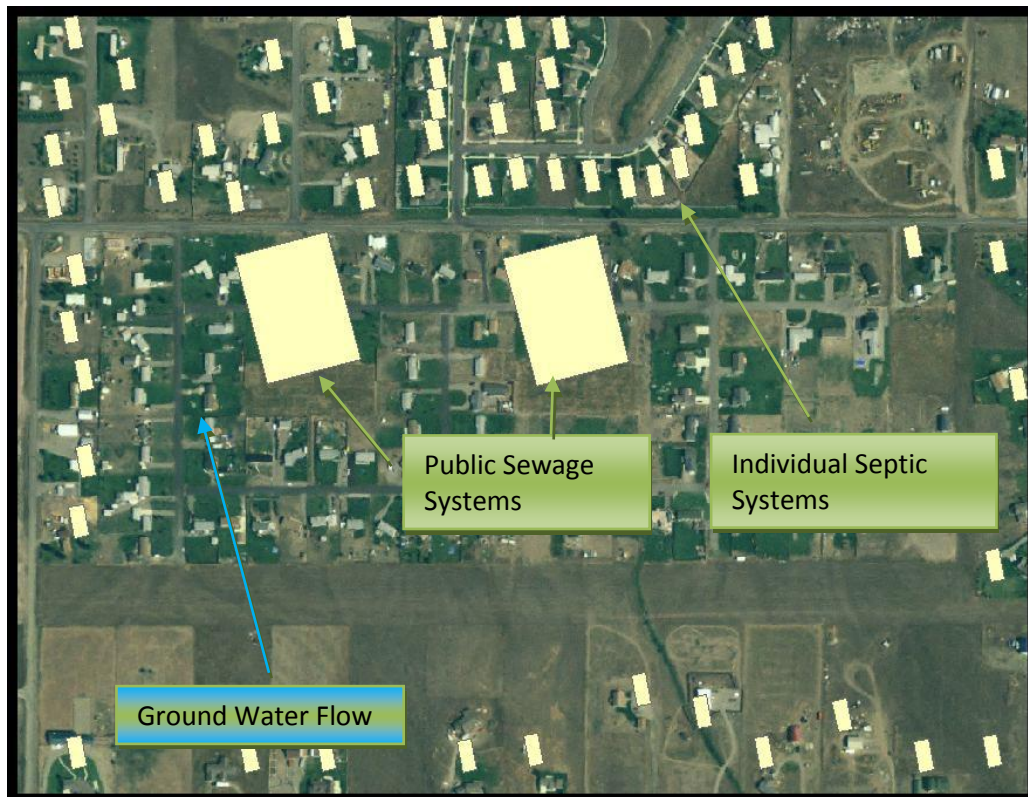 Public Sewage
Systems
Individual Septic
Systems
Ground Water Flow